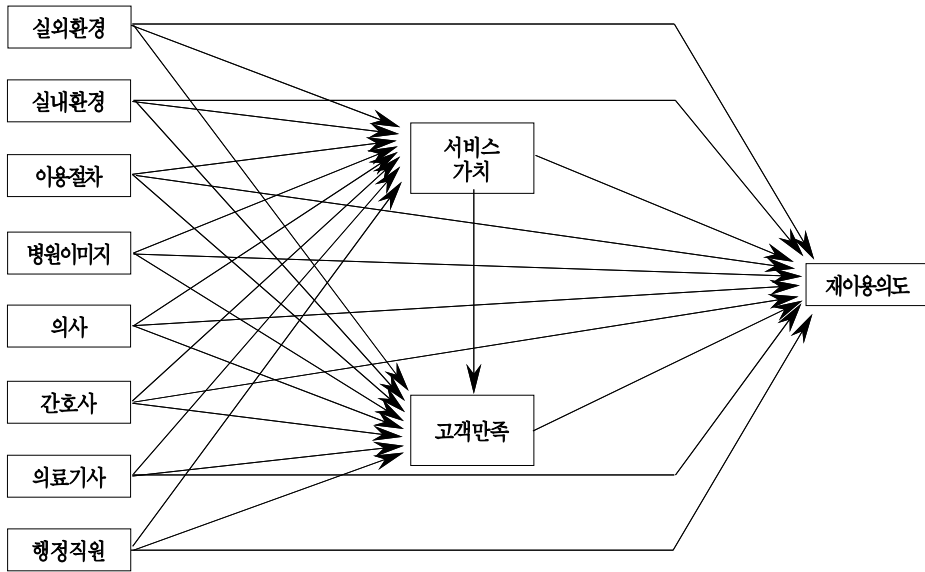 실외환경
실내환경
이용절차
병원이미지
의사
간호사
의료기사
행정직원
서비스
가치
고객만족
재이용의도